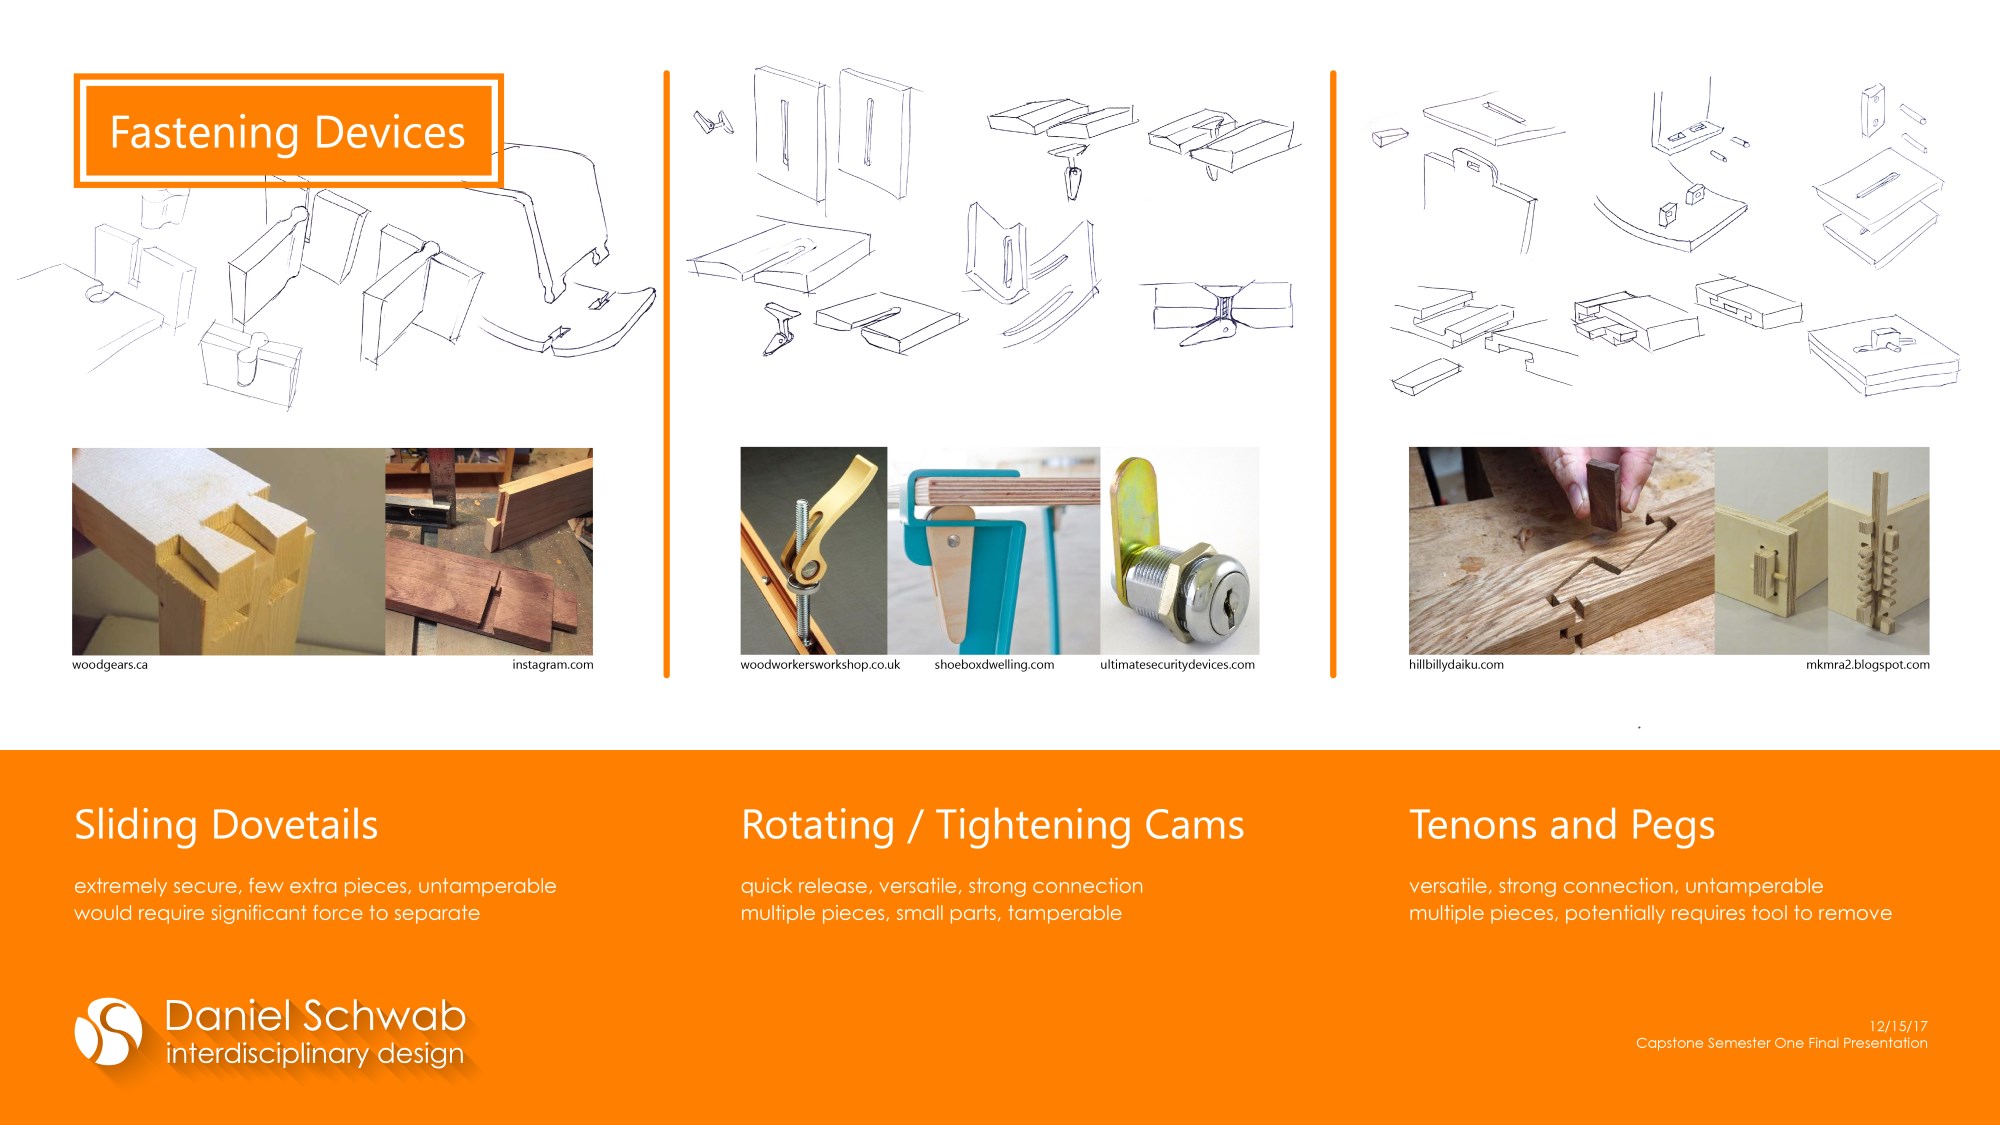 Fastening Devices
woodgears.ca
instagram.com
woodworkersworkshop.co.uk
shoeboxdwelling.com
ultimatesecuritydevices.com
hillbillydaiku.com
mkmra2.blogspot.com
Sliding Dovetails
extremely secure, few extra pieces, untamperable
would require significant force to separate
Rotating / Tightening Cams
quick release, versatile, strong connection
multiple pieces, small parts, tamperable
Tenons and Pegs
versatile, strong connection, untamperable
multiple pieces, potentially requires tool to remove
Daniel Schwab
interdisciplinary design
12/15/17
Capstone Semester One Final Presentation